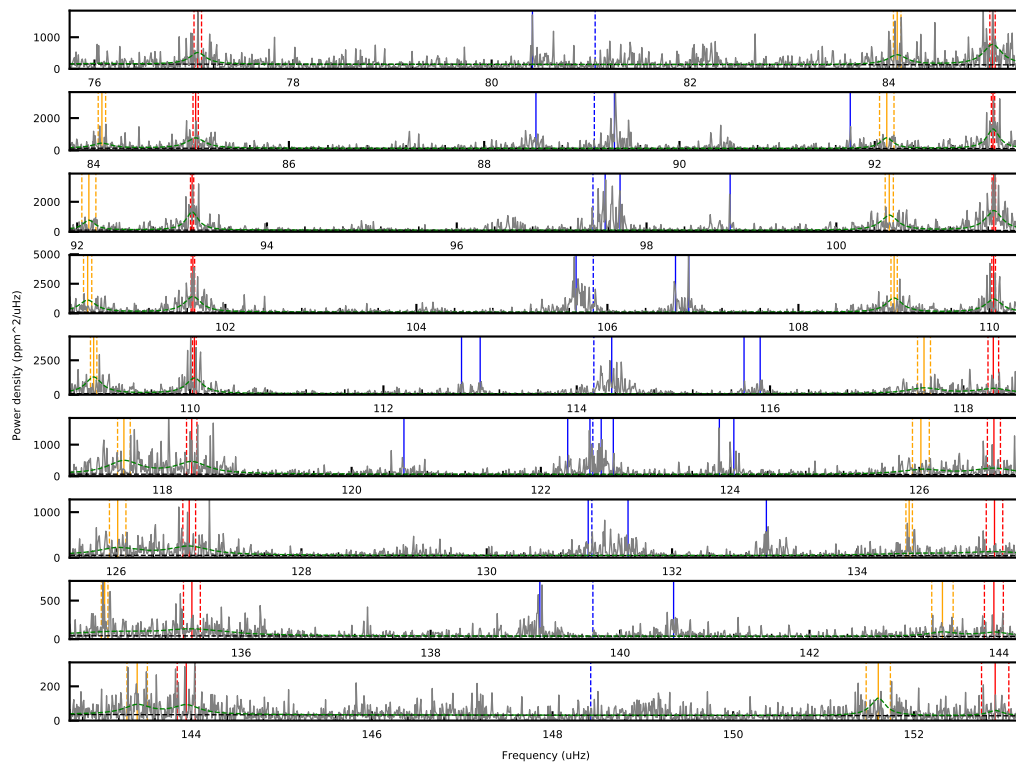 1000
0
76 78 80 82 84
2000
0
84 86 88 90 92
2000
0
92 94 96 98 100
5000
2500
0
102 104 106 108 110
2500
0
110 112 114 116 118
1000
0
118 120 122 124 126
1000
0
126 128 130 132 134
500
0
136 138 140 142 144
200
0
144 146 148 150 152
Power density (ppm^2/uHz)
Frequency (uHz)